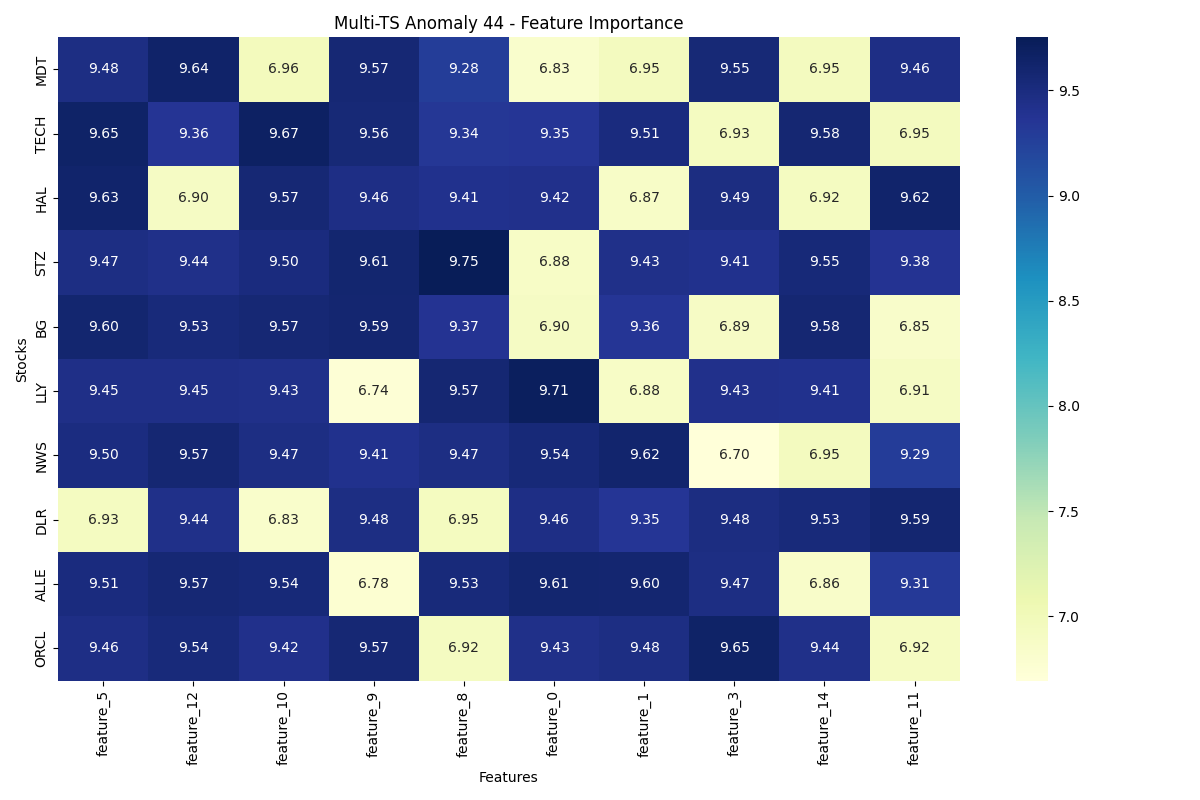 Multi-TS Anomaly 44 - Feature Importance
Stocks
MDT 9.48 9.64 6.96 9.57 9.28 6.83 6.95 9.55 6.95 9.46
TECH 9.65 9.36 9.67 9.56 9.34 9.35 9.51 6.93 9.58 6.95
HAL 9.63 6.90 9.57 9.46 9.41 9.42 6.87 9.49 6.92 9.62
STZ 9.47 9.44 9.50 9.61 9.75 6.88 9.43 9.41 9.55 9.38
BG 9.60 9.53 9.57 9.59 9.37 6.90 9.36 6.89 9.58 6.85
LLY 9.45 9.45 9.43 6.74 9.57 9.71 6.88 9.43 9.41 6.91
NWS 9.50 9.57 9.47 9.41 9.47 9.54 9.62 6.70 6.95 9.29
DLR 6.93 9.44 6.83 9.48 6.95 9.46 9.35 9.48 9.53 9.59
ALLE 9.51 9.57 9.54 6.78 9.53 9.61 9.60 9.47 6.86 9.31
ORCL 9.46 9.54 9.42 9.57 6.92 9.43 9.48 9.65 9.44 6.92
feature_5 feature_12 feature_10 feature_9 feature_8 feature_0 feature_1 feature_3 feature_14 feature_11
Features
9.5
9.0
8.5
8.0
7.5
7.0